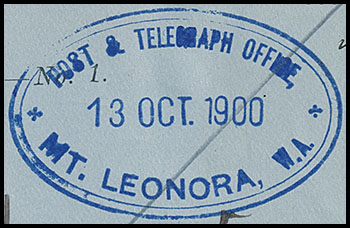 POST & TELEGRAPH OFFICE,
No. 1.
* 13 OCT. 1900 *
MT. LEONORA, W.A.